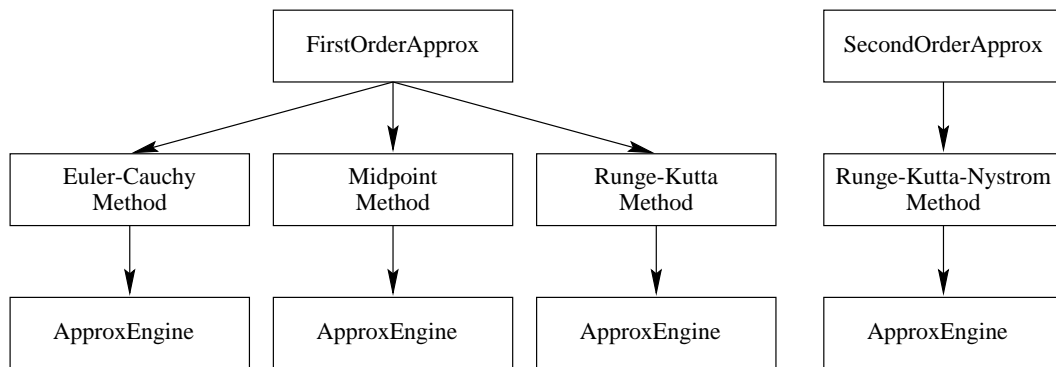 FirstOrderApprox
SecondOrderApprox
Euler-Cauchy
Method
Midpoint
Method
Runge-Kutta
Method
Runge-Kutta-Nystrom
Method
ApproxEngine
ApproxEngine
ApproxEngine
ApproxEngine